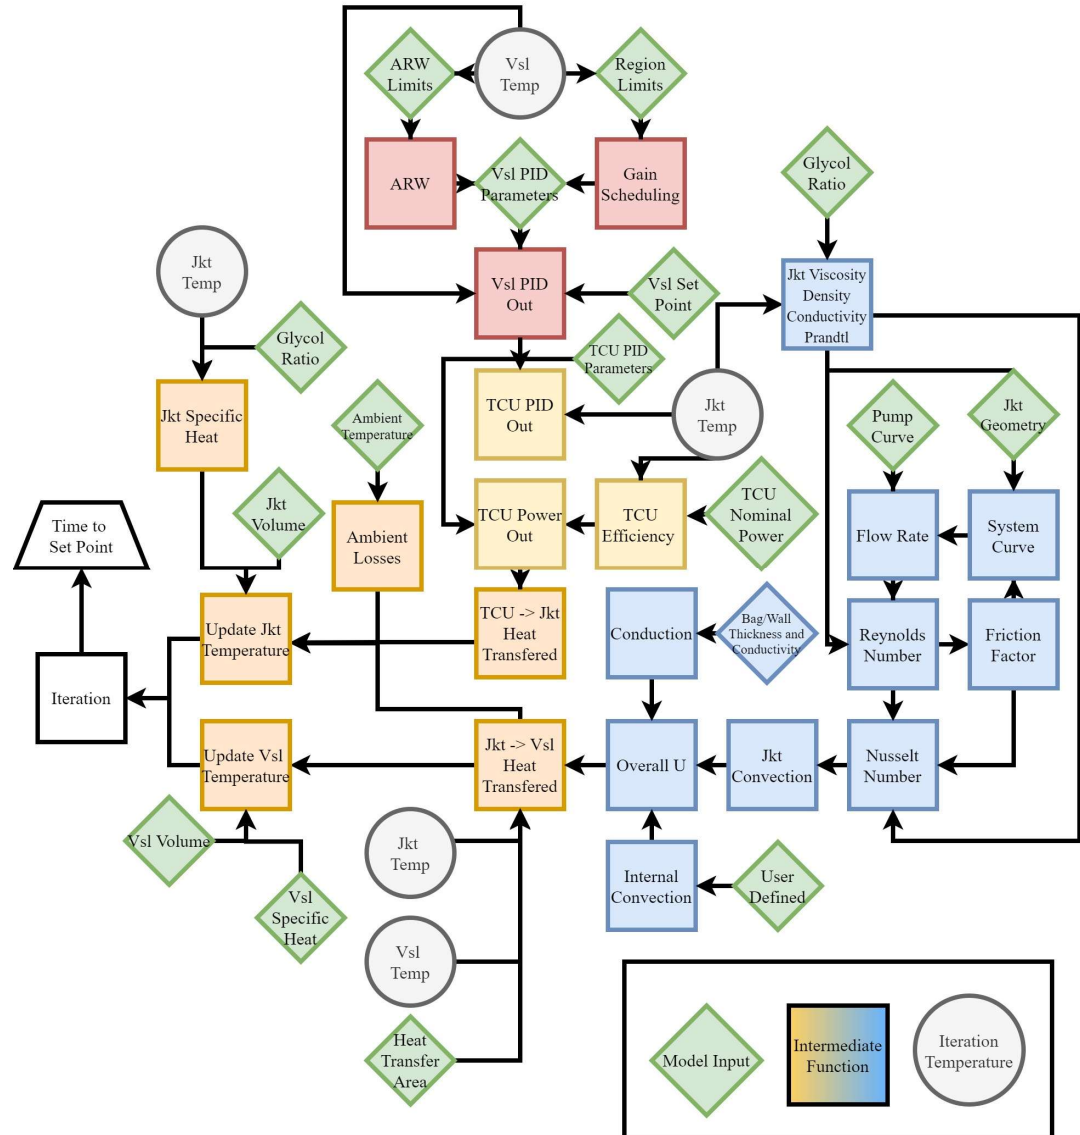 ARW
Limits
Vsl
Temp
Region
Limits
ARW
Vsl PID
Parameters
Gain
Scheduling
Glycol
Ratio
Jkt
Temp
Vsl PID
Out
Vsl Set
Point
Jkt Viscosity
Density
Conductivity
Prandtl
Glycol
Ratio
TCU PID
Parameters
Jkt Specific
Heat
Ambient
Temperature
TCU PID
Out
Jkt
Temp
Pump
Curve
Jkt
Geometry
Time to
Set Point
Jkt
Volume
Ambient
Losses
TCU Power
Out
TCU
Efficiency
TCU
Nominal
Power
Flow Rate
System
Curve
Update Jkt
Temperature
TCU -> Jkt
Heat
Transfered
Conduction
Bag/Wall
Thickness and
Conductivity
Reynolds
Number
Friction
Factor
Iteration
Update Vsl
Temperature
Jkt -> Vsl
Heat
Transfered
Overall U
Jkt
Convection
Nusselt
Number
Vsl Volume
Vsl
Specific
Heat
Jkt
Temp
Internal
Convection
User
Defined
Vsl
Temp
Heat
Transfer
Area
Model Input
Intermediate
Function
Iteration
Temperature